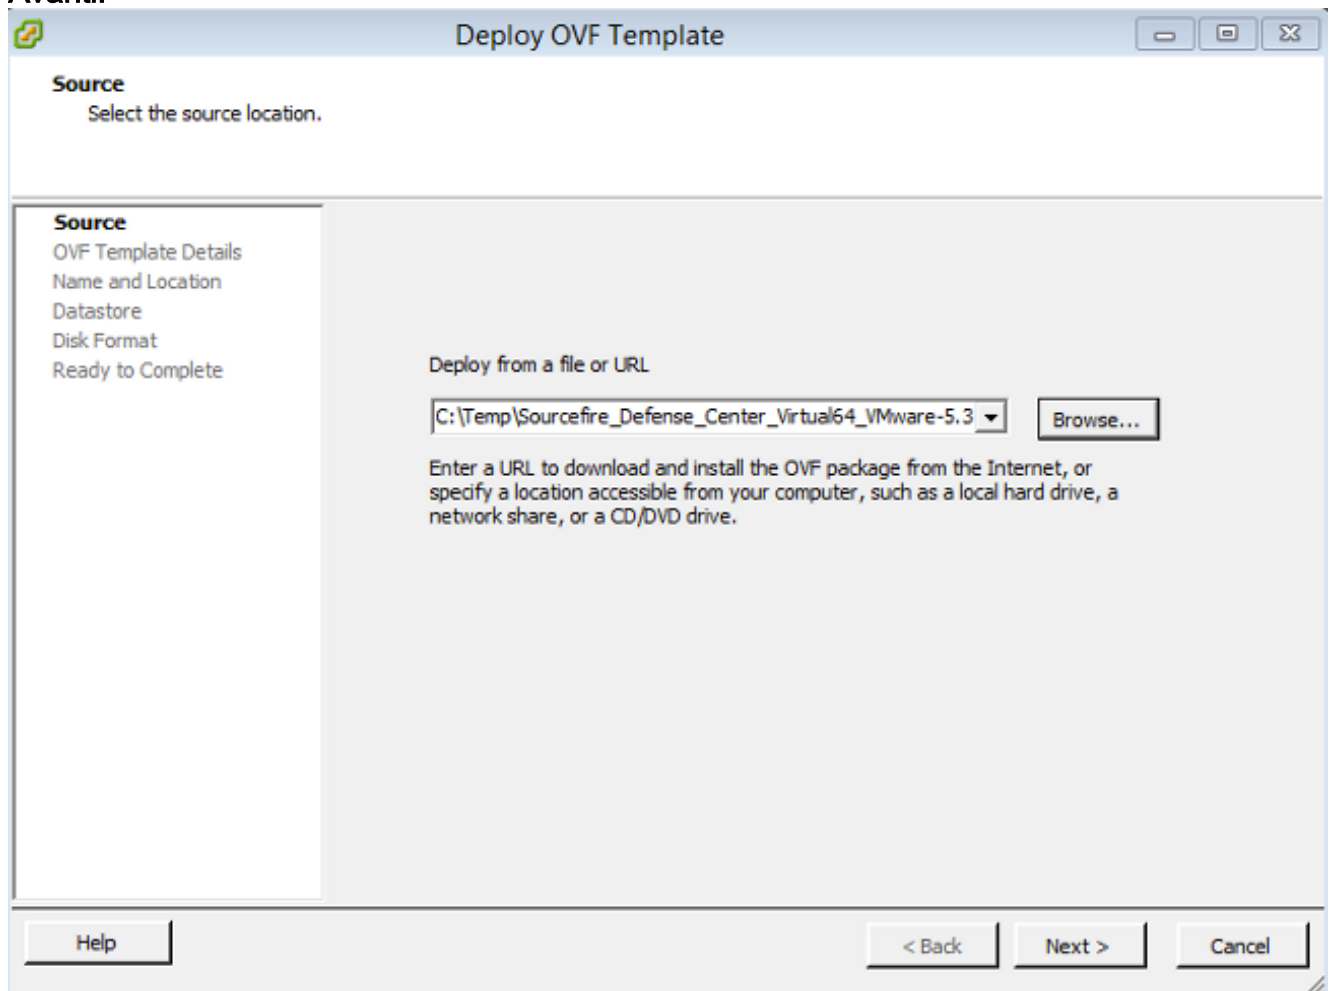 Avanti.
Deploy OVF Template
Source
Select the source location.
Source
OVF Template Details
Name and Location
Datastore
Disk Format
Ready to Complete
Deploy from a file or URL
C:\Temp\Sourcefire_Defense_Center_Virtual64_VMware-5.3
Browse...
Enter a URL to download and install the OVF package from the Internet, or
specify a location accessible from your computer, such as a local hard drive, a
network share, or a CD/DVD drive.
Help
< Back
Next >
Cancel